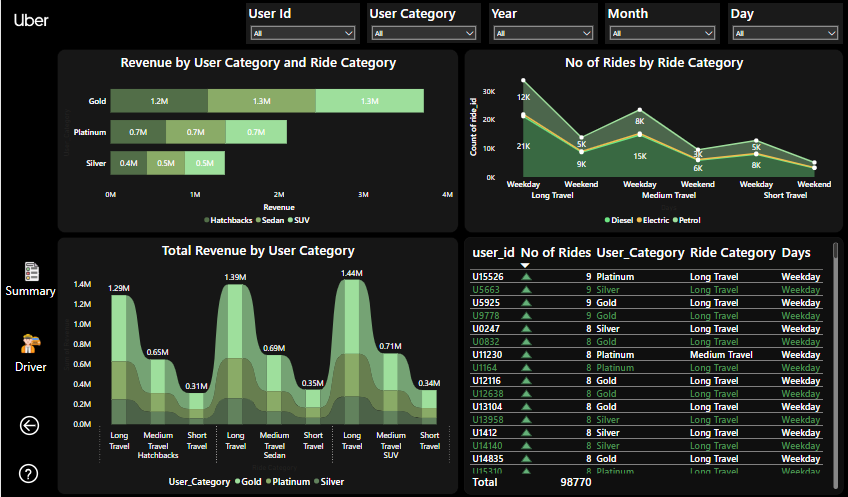 Uber
User Id
User Category
Year
Month
Day
All
All
All
All
All
Revenue by User Category and Ride Category
Gold
1.2M
1.3M
1.3M
Platinum
0.7M
0.7M
0.7M
Silver
0.4M
0.5M
0.5M
0M
1M
2M
3M
4M
Revenue
Hatchbacks
Sedan
SUV
No of Rides by Ride Category
Count of ride_id
30K
20K
10K
0K
12K
21K
5K
9K
8K
15K
3K
6K
5K
8K
Weekday
Weekend
Weekday
Weekend
Weekday
Weekend
Long Travel
Medium Travel
Short Travel
Diesel
Electric
Petrol
Summary
Driver
?
Total Revenue by User Category
1.4M
1.2M
1.0M
0.8M
0.6M
0.4M
0.2M
0.0M
1.29M
0.65M
0.31M
1.39M
0.69M
0.35M
1.44M
0.71M
0.34M
Long Travel
Medium Travel
Short Travel
Long Travel
Medium Travel
Short Travel
Long Travel
Medium Travel
Short Travel
Hatchbacks
Sedan
SUV
User_Category
Gold
Platinum
Silver
user_id No of Rides User_Category Ride Category Days
U15526 9 Platinum Long Travel Weekday
U5663 9 Silver Long Travel Weekday
U5925 9 Gold Long Travel Weekday
U9778 9 Gold Long Travel Weekday
U0247 8 Silver Long Travel Weekday
U0832 8 Gold Long Travel Weekday
U11230 8 Platinum Medium Travel Weekday
U1164 8 Platinum Long Travel Weekday
U12116 8 Gold Long Travel Weekday
U12638 8 Gold Long Travel Weekday
U13104 8 Gold Long Travel Weekday
U13958 8 Silver Long Travel Weekday
U1412 8 Silver Long Travel Weekday
U14140 8 Silver Long Travel Weekday
U14835 8 Gold Long Travel Weekday
U15310 8 Platinum Long Travel Weekday
Total 98770